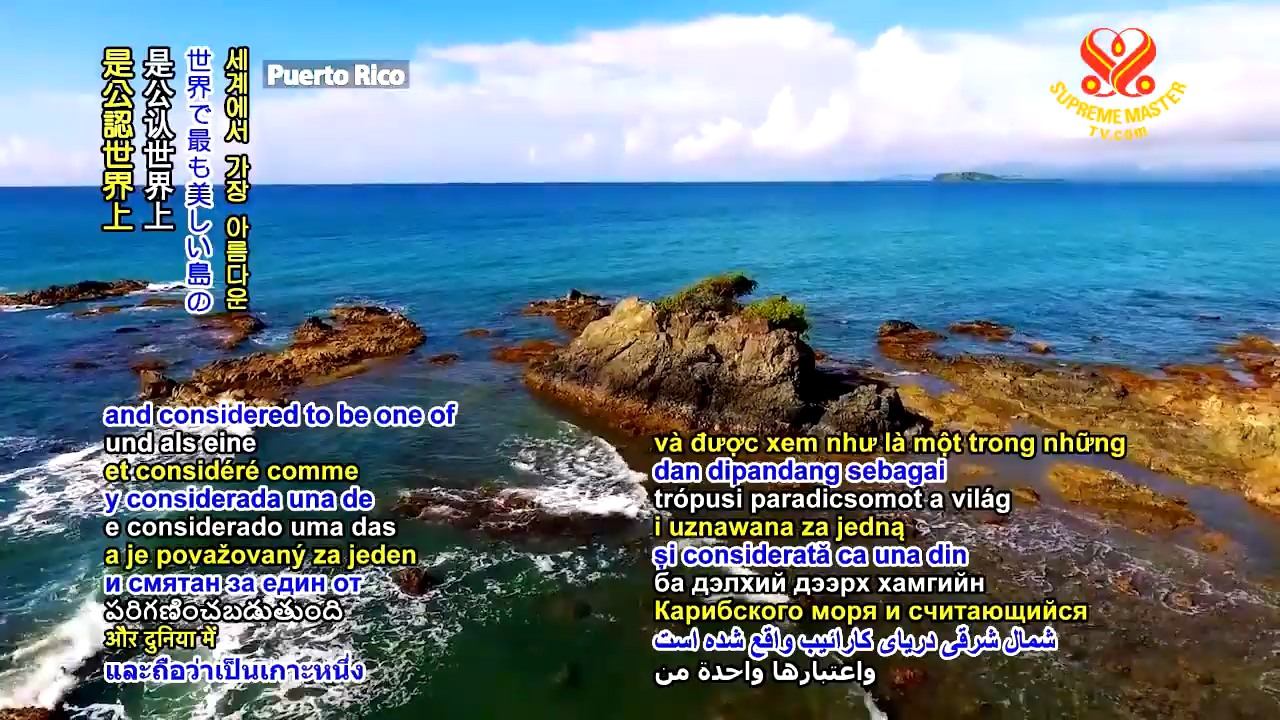 是公認世界上
是公认世界上
世界で最も美しい島の
세계에서 가장 아름다운
Puerto Rico
SUPREME MASTER
TV.com
and considered to be one of
und als eine
et considéré comme
y considerada una de
e considerado uma das
a je považovaný za jeden
и смятан за един от
పరిగణించబడుతుంది
और दुनिया में
และถือว่าเป็นเกาะหนึ่ง
và được xem như là một trong những
dan dipandang sebagai
trópusi paradicsomot a világ
i uznawana za jedną
și considerată ca una din
ба дэлхий дээрх хамгийн
Карибского моря и считающийся
شمال شرقی دریای کارائیب واقع شده است
واعتبارها واحدة من